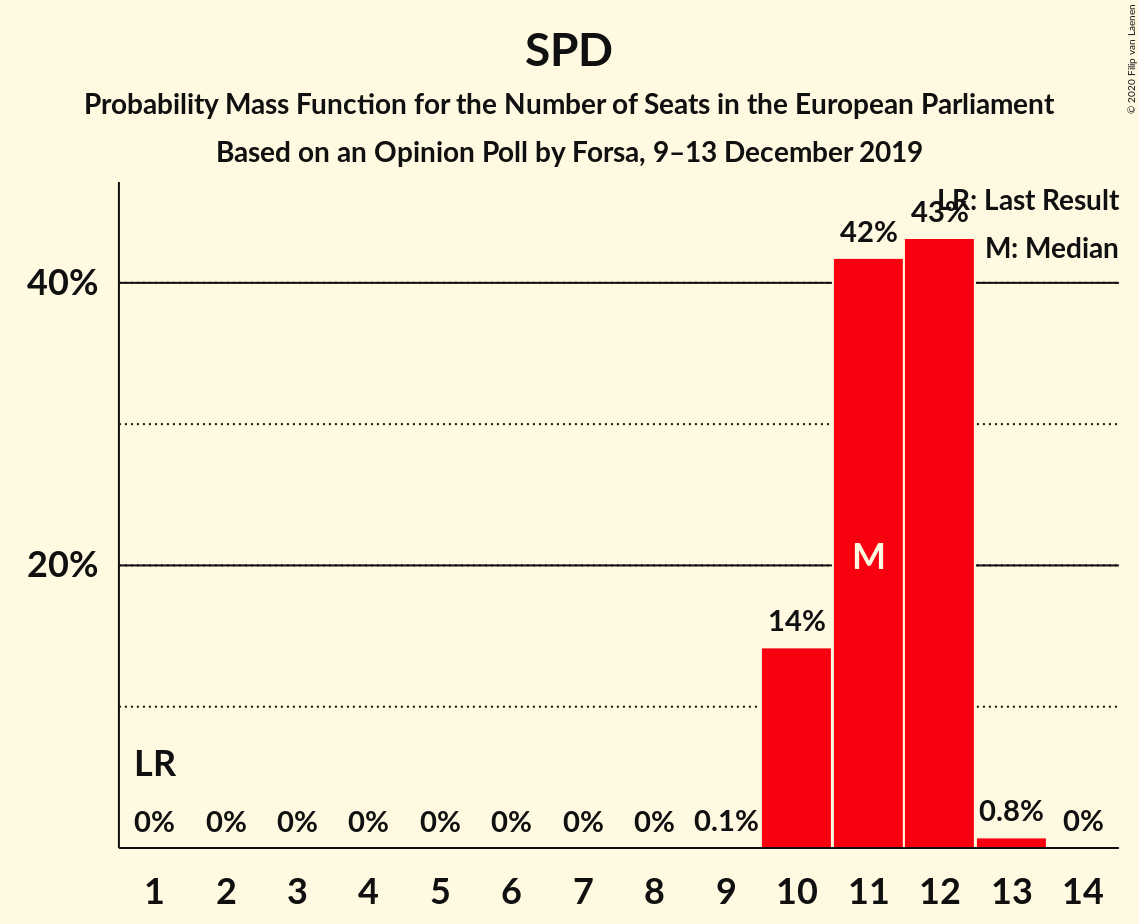 SPD
Probability Mass Function for the Number of Seats in the European Parliament
Based on an Opinion Poll by Forsa, 9–13 December 2019
© 2020 Filip van Laenen
LR: Last Result
M: Median
43%
42%
40%
M
20%
14%
LR
0% 0% 0% 0% 0% 0% 0% 0% 0.1% 0.8% 0%
1 2 3 4 5 6 7 8 9 10 11 12 13 14